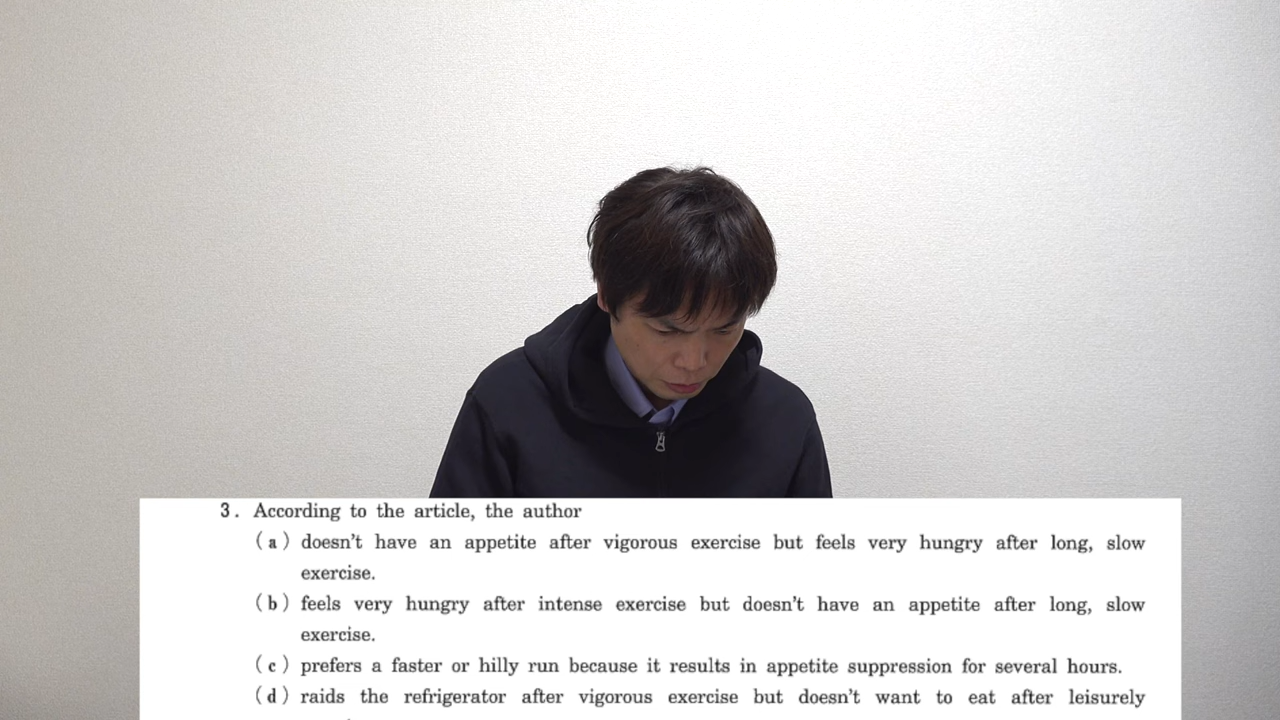 3. According to the article, the author
(a) doesn't have an appetite after vigorous exercise but feels very hungry after long, slow
exercise.
(b) feels very hungry after intense exercise but doesn't have an appetite after long, slow
exercise.
(c) prefers a faster or hilly run because it results in appetite suppression for several hours.
(d) raids the refrigerator after vigorous exercise but doesn't want to eat after leisurely